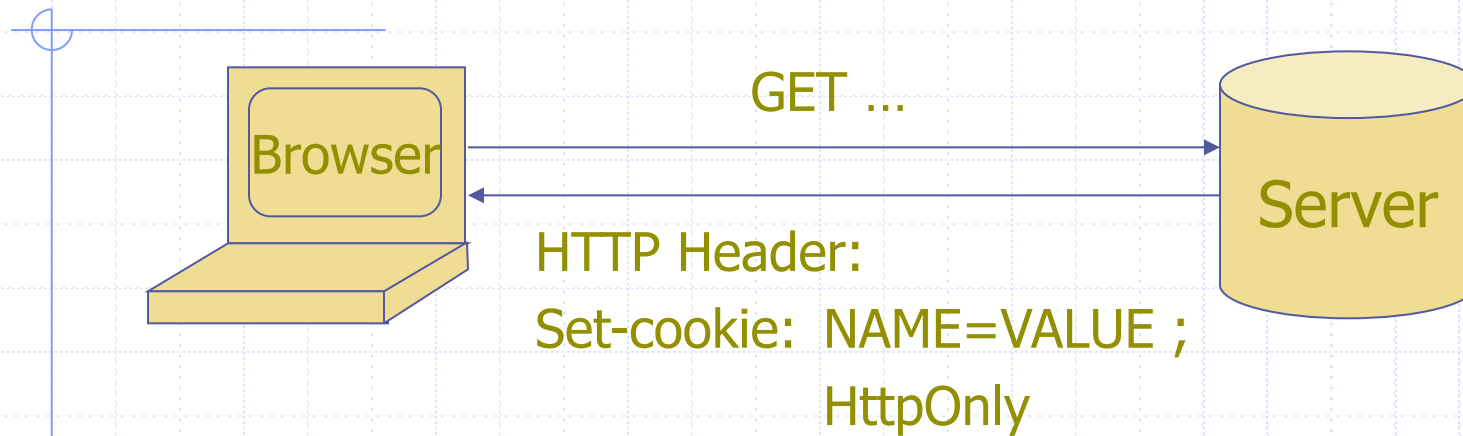 GET …
Browser
Server
HTTP Header:
Set-cookie: NAME=VALUE ;
HttpOnly